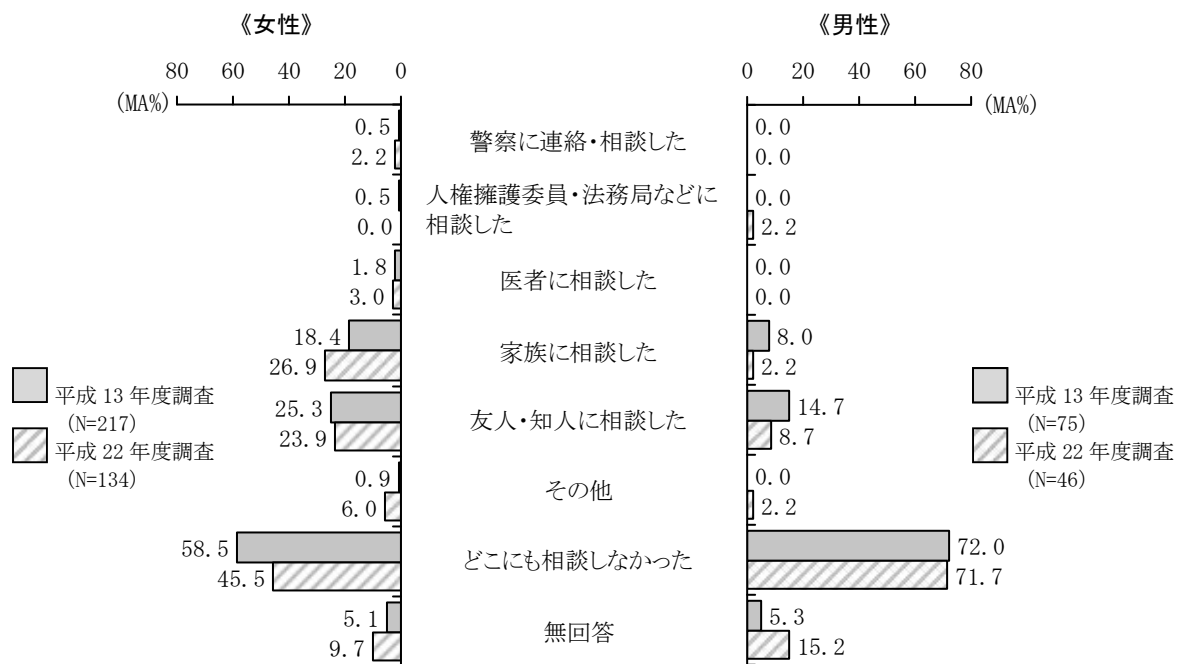 《女性》
《男性》
80 60 40 20 0
0 20 40 60 80
(MA%)
(MA%)
0.5
2.2
警察に連絡・相談した
0.0
0.0
0.5
0.0
人権擁護委員・法務局などに
相談した
0.0
2.2
1.8
3.0
医者に相談した
0.0
0.0
18.4
26.9
家族に相談した
8.0
2.2
25.3
23.9
友人・知人に相談した
14.7
8.7
0.9
6.0
その他
0.0
2.2
58.5
45.5
どこにも相談しなかった
72.0
71.7
5.1
9.7
無回答
5.3
15.2
平成 13 年度調査
(N=217)
平成 22 年度調査
(N=134)
平成 13 年度調査
(N=75)
平成 22 年度調査
(N=46)